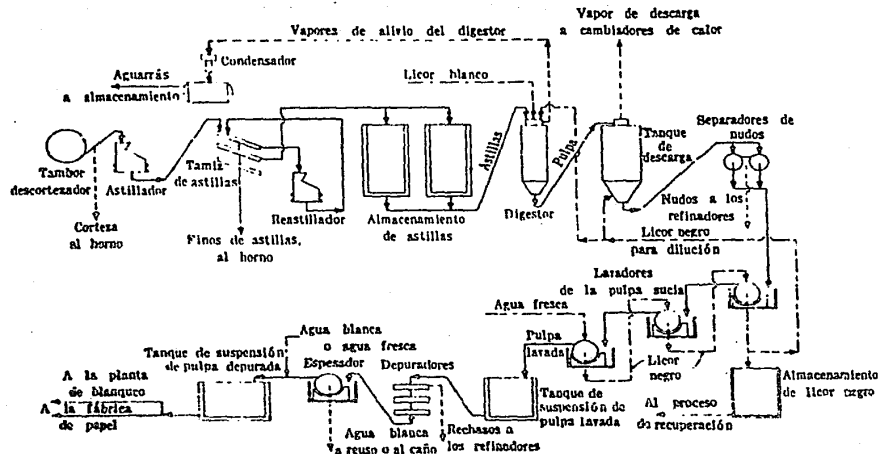 Vapores de alivio del digestor
Vapor de descarga
a cambiadores de calor
Condensador
Aguarrás
a almacenamiento
Licor blanco
Separadores de
nudos
Tanque
de
descarga
Astillas
Pulpa
Tambor
descortezador
Astillador
Tamiz
de astillas
Reastillador
Almacenamiento
de astillas
Digestor
Nudos a los
refinadores
Licor negro
para dilución
Corteza
al horno
Finos de astillas,
al horno
Lavadores
de la pulpa sucia
Agua fresca
Pulpa
lavada
Licor
negro
Agua blanca
o agua fresca
Tanque de suspensión
de pulpa depurada
Espesador
Depuradores
A la planta
de blanqueo
A la fábrica
de papel
Tanque de
suspensión de
pulpa lavada
Almacenamiento
de licor negro
Al proceso
de recuperación
Agua blanca
a reuso o al caño
Rechazos a
los refinadores